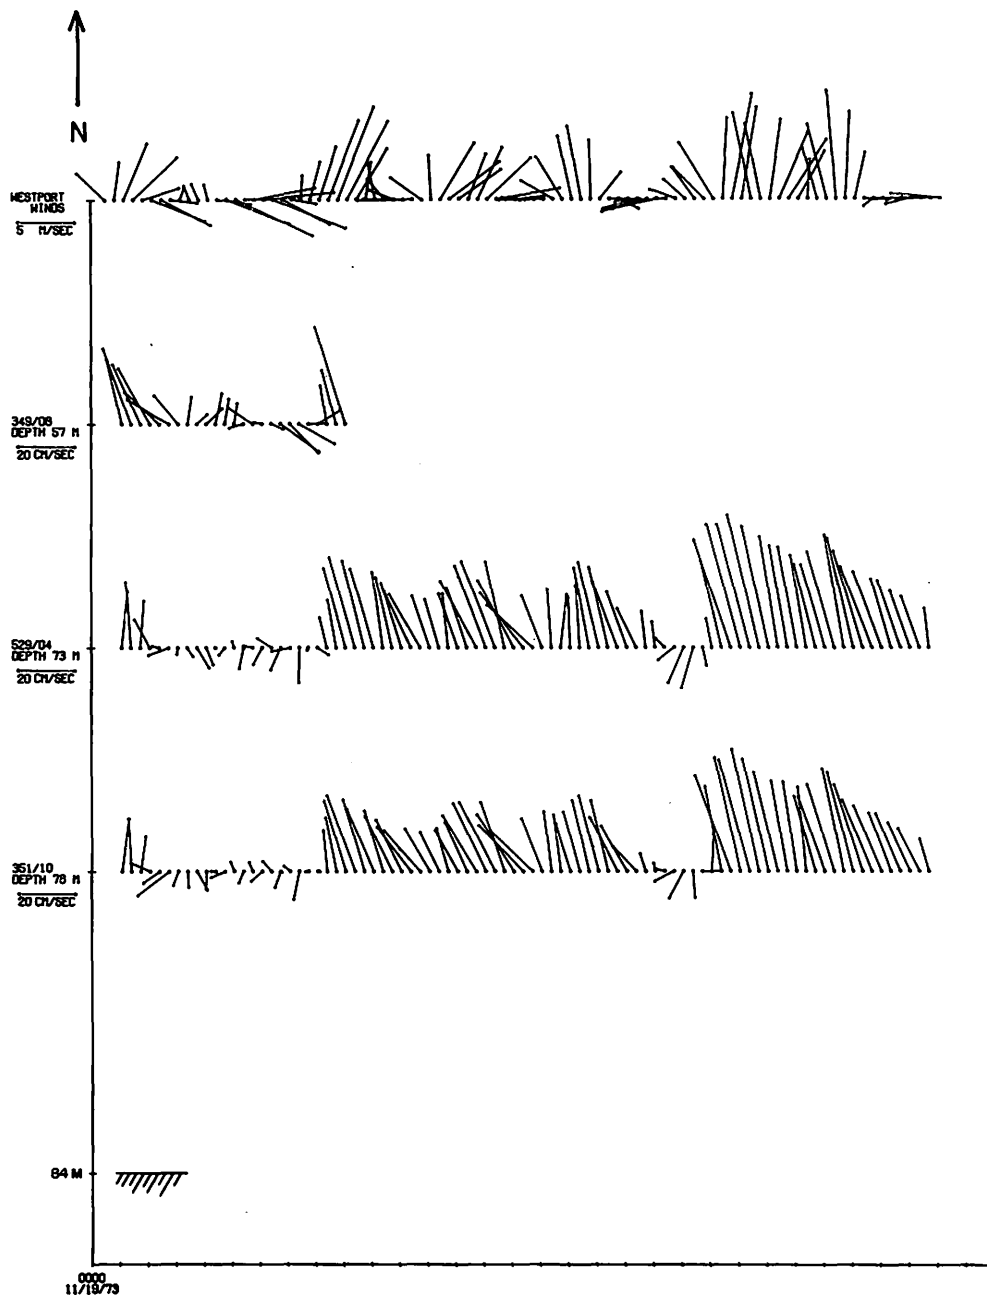 N
WESTPORT
WINDS
5 M/SEC
349/08
DEPTH 57 M
20 CM/SEC
529/04
DEPTH 73 M
20 CM/SEC
351/10
DEPTH 78 M
20 CM/SEC
84 M
0000
11/19/73